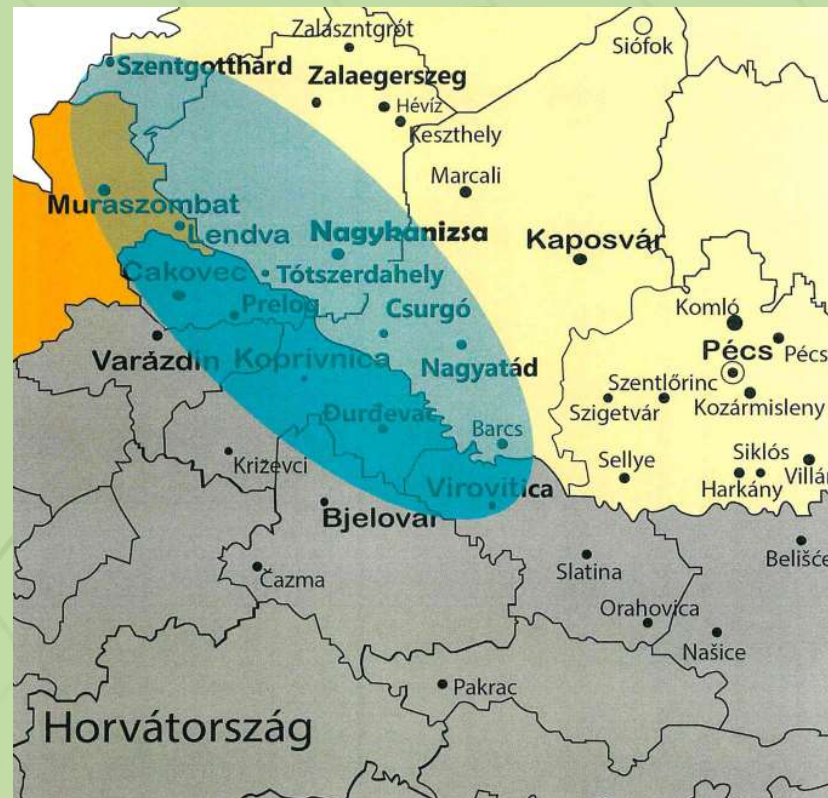 Zalaszntgrót
Siófok
Szentgotthárd
Zalaegerszeg
Hévíz
Keszthely
Marcali
Muraszombat
Lendva
Nagykanizsa
Kaposvár
Cakovec
Tótszerdahely
Prelog
Csurgó
Komló
Varázdin
Koprivnica
Nagyatád
Pécs
Pécs
Szentlőrinc
Szigetvár
Kozármisleny
Đurđevac
Barcs
Križevci
Sellye
Siklós
Harkány
Villán
Virovitica
Bjelovar
Belišće
Čazma
Slatina
Orahovica
Našice
Pakrac
Horvátország